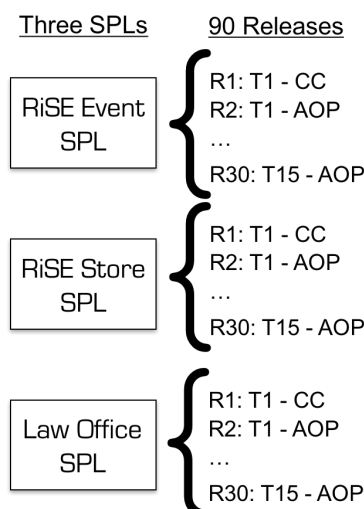 Three SPLs
90 Releases
RiSE Event
SPL
R1: T1 - CC
R2: T1 - AOP
...
R30: T15 - AOP
RiSE Store
SPL
R1: T1 - CC
R2: T1 - AOP
...
R30: T15 - AOP
Law Office
SPL
R1: T1 - CC
R2: T1 - AOP
...
R30: T15 - AOP